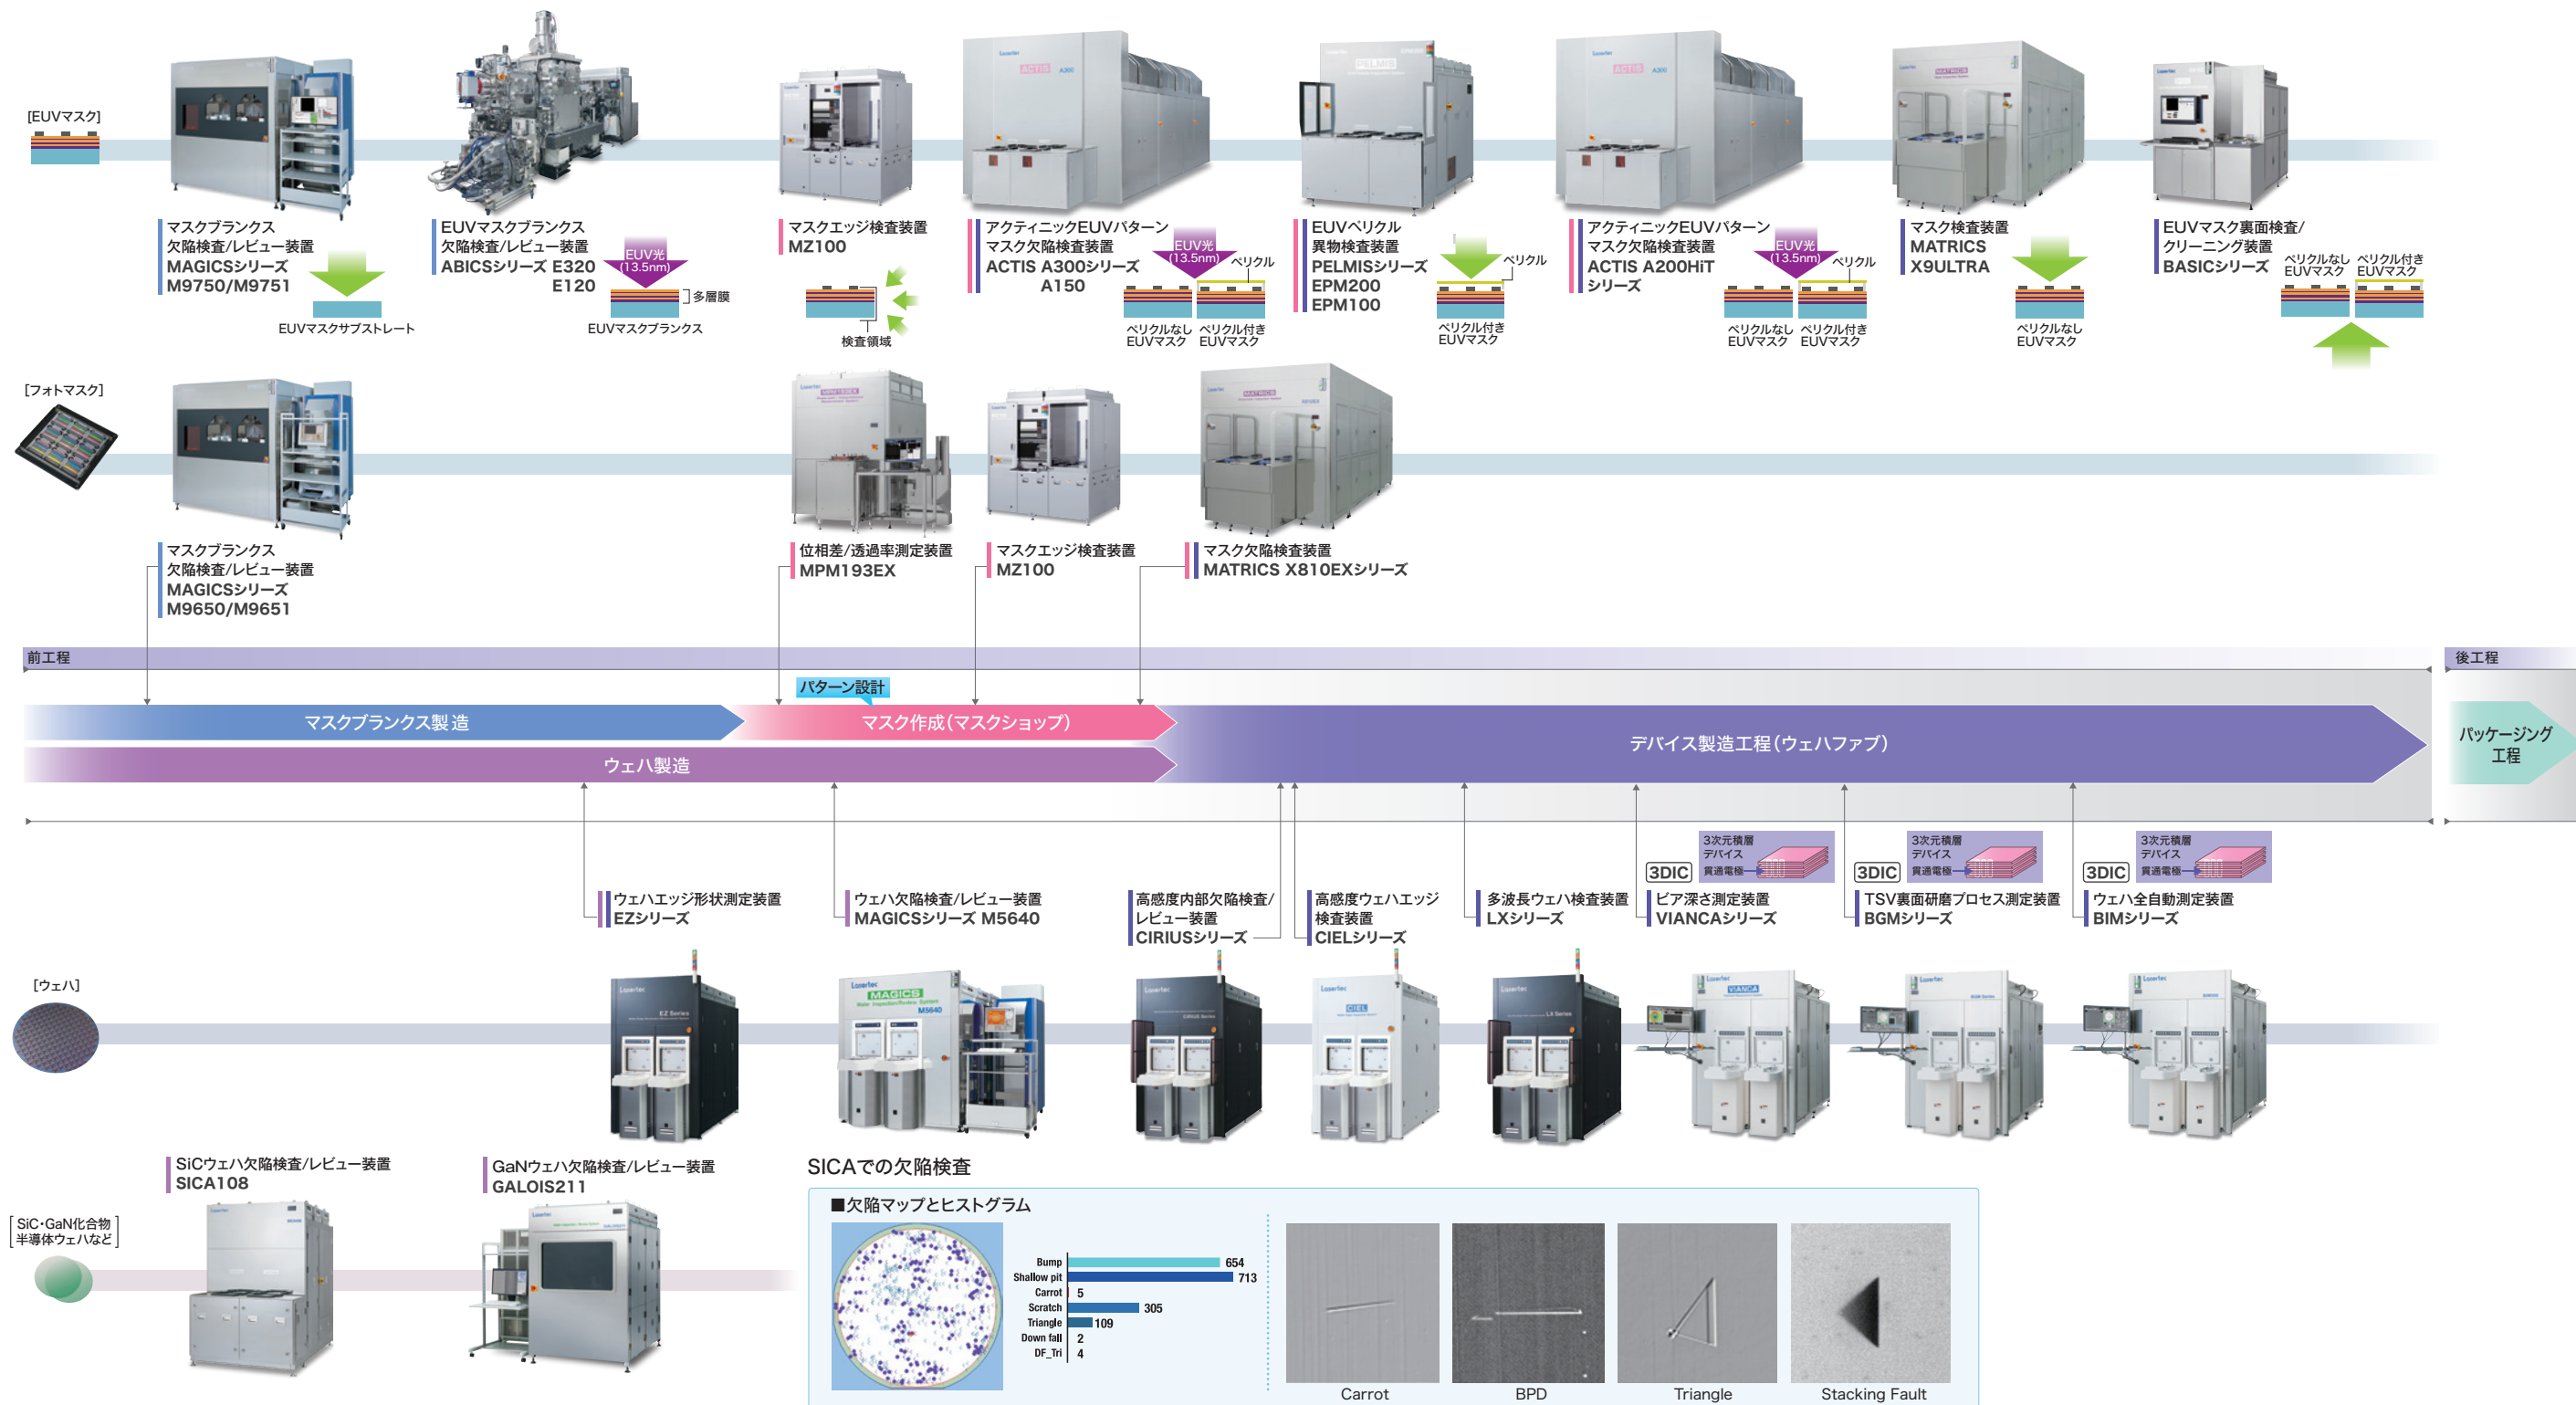 [EUVマスク]
マスクブランクス
欠陥検査/レビュー装置
MAGICSシリーズ
M9750/M9751
EUVマスクサブストレート
EUVマスクブランクス
欠陥検査/レビュー装置
ABICSシリーズ E320
E120
EUV光
(13.5nm)
多層膜
EUVマスクブランクス
マスクエッジ検査装置
MZ100
検査領域
Lasertec
ACTIS A300
アクティニックEUVパターン
マスク欠陥検査装置
ACTIS A300シリーズ
A150
EUV光
(13.5nm)
ペリクル
ペリクルなし
EUVマスク
ペリクル付き
EUVマスク
Lasertec
PELMIS
EUVペリクル
異物検査装置
PELMISシリーズ
EPM200
EPM100
ペリクル
ペリクル付き
EUVマスク
Lasertec
ACTIS A300
アクティニックEUVパターン
マスク欠陥検査装置
ACTIS A200HiT
シリーズ
EUV光
(13.5nm)
ペリクル
ペリクルなし
EUVマスク
ペリクル付き
EUVマスク
Lasertec
MATRICS
マスク検査装置
MATRICS
X9ULTRA
ペリクルなし
EUVマスク
Lasertec
EUVマスク裏面検査/
クリーニング装置
BASICシリーズ
ペリクルなし
EUVマスク
ペリクル付き
EUVマスク
[フォトマスク]
マスクブランクス
欠陥検査/レビュー装置
MAGICSシリーズ
M9650/M9651
Lasertec
MPM193EX
位相差/透過率測定装置
MPM193EX
Lasertec
マスクエッジ検査装置
MZ100
Lasertec
MATRICS
マスク欠陥検査装置
MATRICS X810EXシリーズ
前工程
後工程
パターン設計
マスクブランクス製造
マスク作成(マスクショップ)
デバイス製造工程(ウェハファブ)
パッケージング
工程
ウェハ製造
ウェハエッジ形状測定装置
EZシリーズ
ウェハ欠陥検査/レビュー装置
MAGICSシリーズ M5640
高感度内部欠陥検査/
レビュー装置
CIRIUSシリーズ
高感度ウェハエッジ
検査装置
CIELシリーズ
多波長ウェハ検査装置
LXシリーズ
3DIC
3次元積層
デバイス
貫通電極
ビア深さ測定装置
VIANCAシリーズ
3DIC
3次元積層
デバイス
貫通電極
TSV裏面研磨プロセス測定装置
BGMシリーズ
3DIC
3次元積層
デバイス
貫通電極
ウェハ全自動測定装置
BIMシリーズ
[ウェハ]
Lasertec
EZ Series
Lasertec
MAGICS
Wafer Inspection/Review System
M5640
Lasertec
CIRIUS Series
Lasertec
CIEL
Lasertec
LX Series
Lasertec
VIANCA
Lasertec
BGM Series
Lasertec
[SiC・GaN化合物
半導体ウェハなど]
SiCウェハ欠陥検査/レビュー装置
SICA108
GaNウェハ欠陥検査/レビュー装置
GALOIS211
SICAでの欠陥検査
■欠陥マップとヒストグラム
Bump 654
Shallow pit 713
Carrot 5
Scratch 305
Triangle 109
Down fall 2
DF_Tri 4
Carrot
BPD
Triangle
Stacking Fault